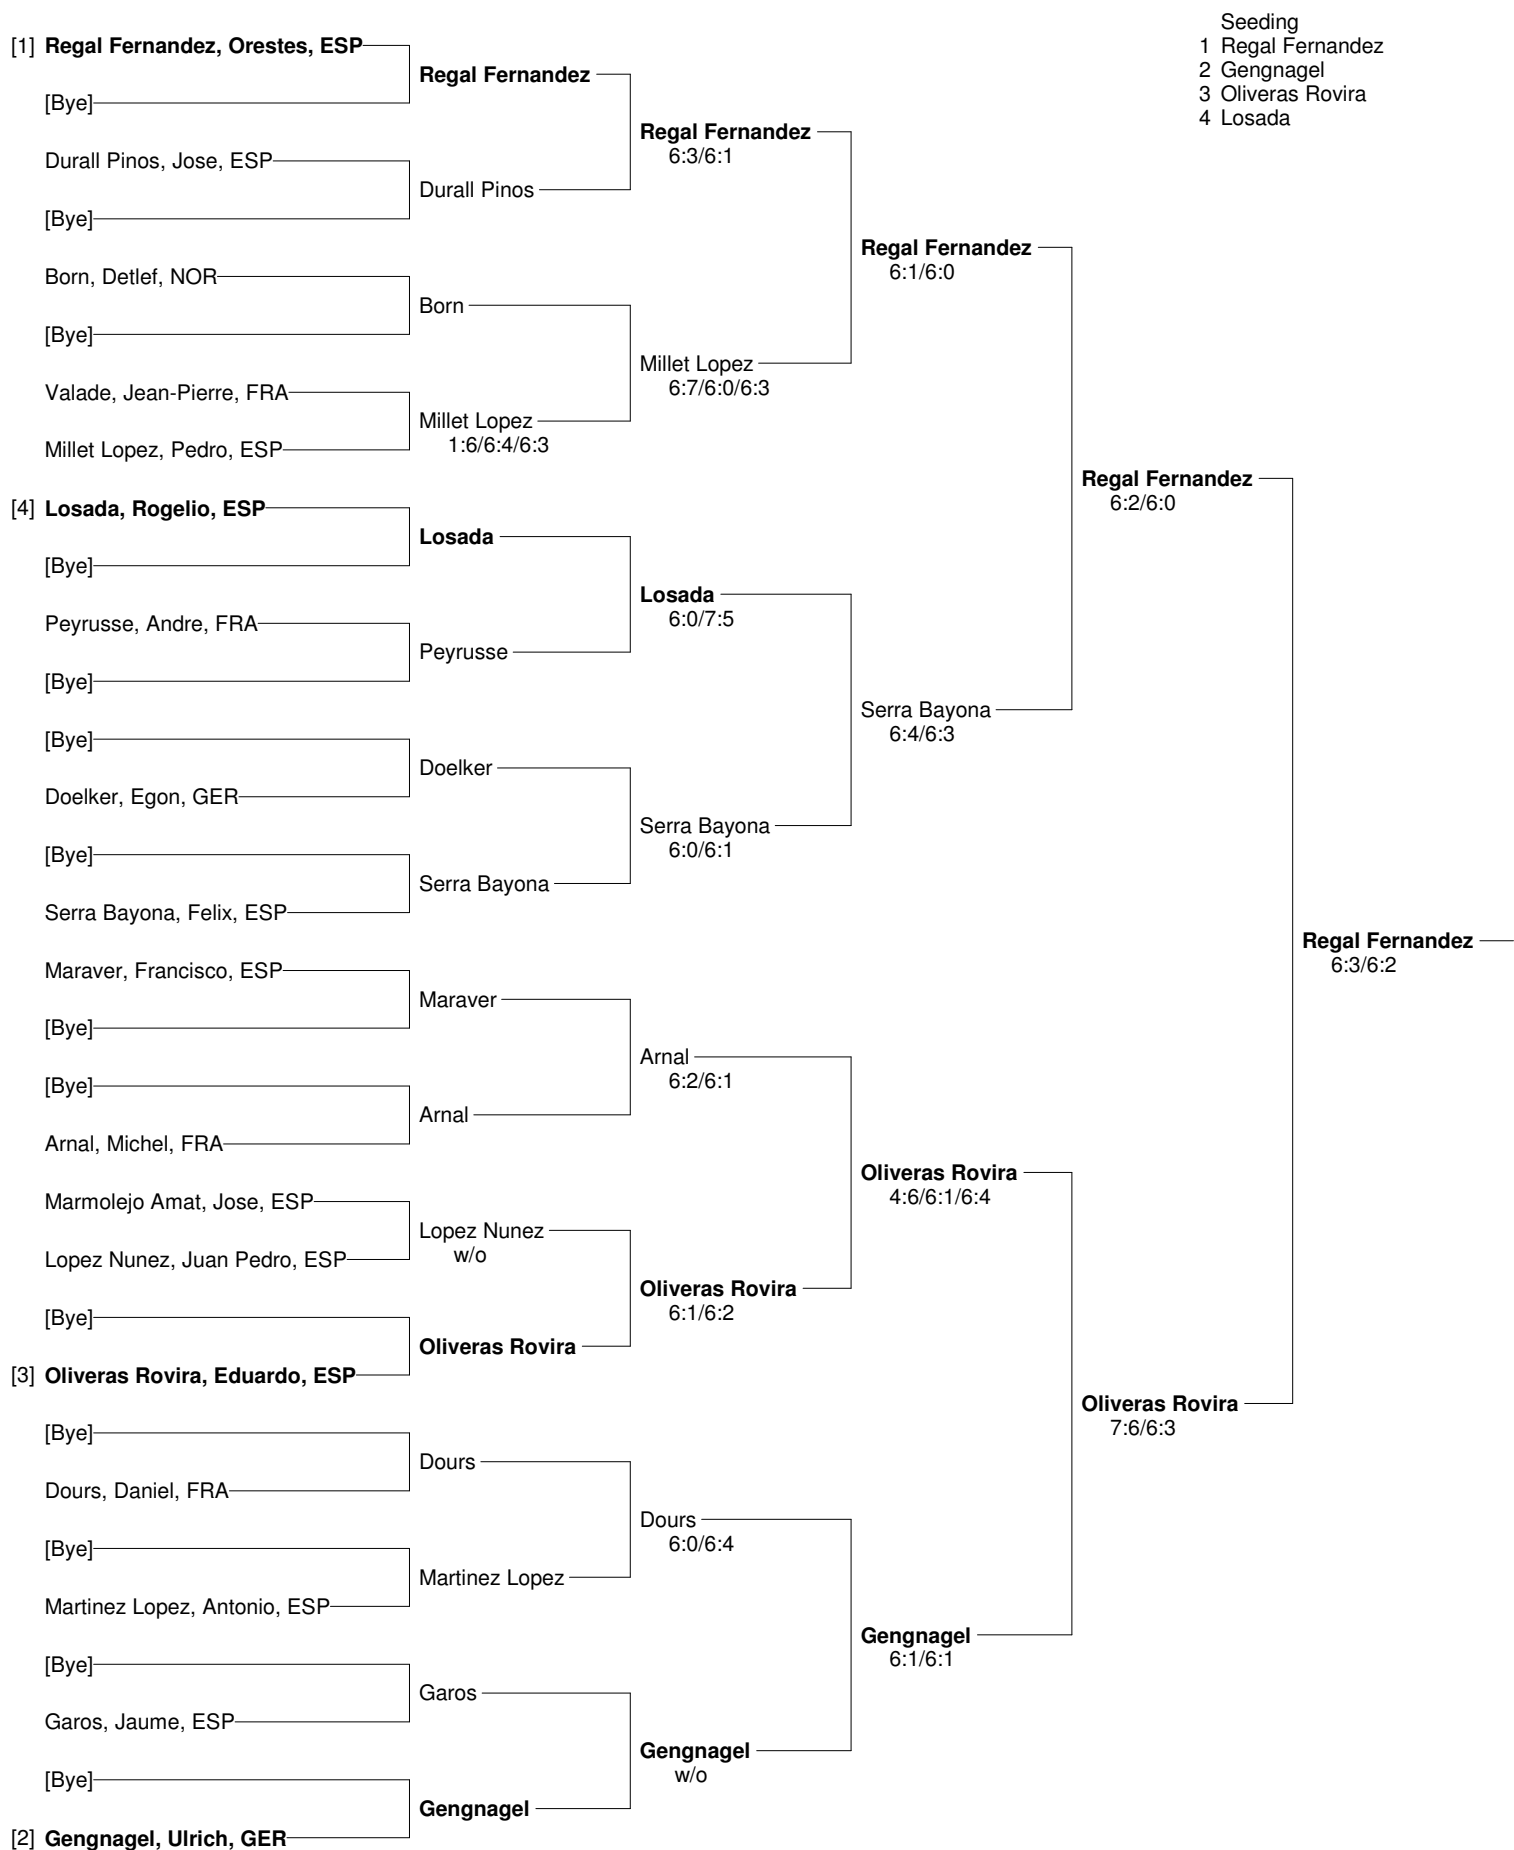 Seeding
1 Regal Fernandez
2 Gengnagel
3 Oliveras Rovira
4 Losada
[1] Regal Fernandez, Orestes, ESP
[Bye]
Durall Pinos, Jose, ESP
[Bye]
Born, Detlef, NOR
[Bye]
Valade, Jean-Pierre, FRA
Millet Lopez, Pedro, ESP
[4] Losada, Rogelio, ESP
[Bye]
Peyrusse, Andre, FRA
[Bye]
[Bye]
Doelker, Egon, GER
[Bye]
Serra Bayona, Felix, ESP
Maraver, Francisco, ESP
[Bye]
[Bye]
Arnal, Michel, FRA
Marmolejo Amat, Jose, ESP
Lopez Nunez, Juan Pedro, ESP
[Bye]
[3] Oliveras Rovira, Eduardo, ESP
[Bye]
Dours, Daniel, FRA
[Bye]
Martinez Lopez, Antonio, ESP
[Bye]
Garos, Jaume, ESP
[Bye]
[2] Gengnagel, Ulrich, GER
Regal Fernandez
Durall Pinos
Born
Millet Lopez
1:6/6:4/6:3
Losada
Peyrusse
Doelker
Serra Bayona
Maraver
Arnal
Lopez Nunez
w/o
Oliveras Rovira
Dours
Martinez Lopez
Garos
Gengnagel
Regal Fernandez
6:3/6:1
Millet Lopez
6:7/6:0/6:3
Losada
6:0/7:5
Serra Bayona
6:0/6:1
Arnal
6:2/6:1
Oliveras Rovira
6:1/6:2
Dours
6:0/6:4
Gengnagel
w/o
Regal Fernandez
6:1/6:0
Serra Bayona
6:4/6:3
Oliveras Rovira
4:6/6:1/6:4
Gengnagel
6:1/6:1
Regal Fernandez
6:2/6:0
Oliveras Rovira
7:6/6:3
Regal Fernandez
6:3/6:2